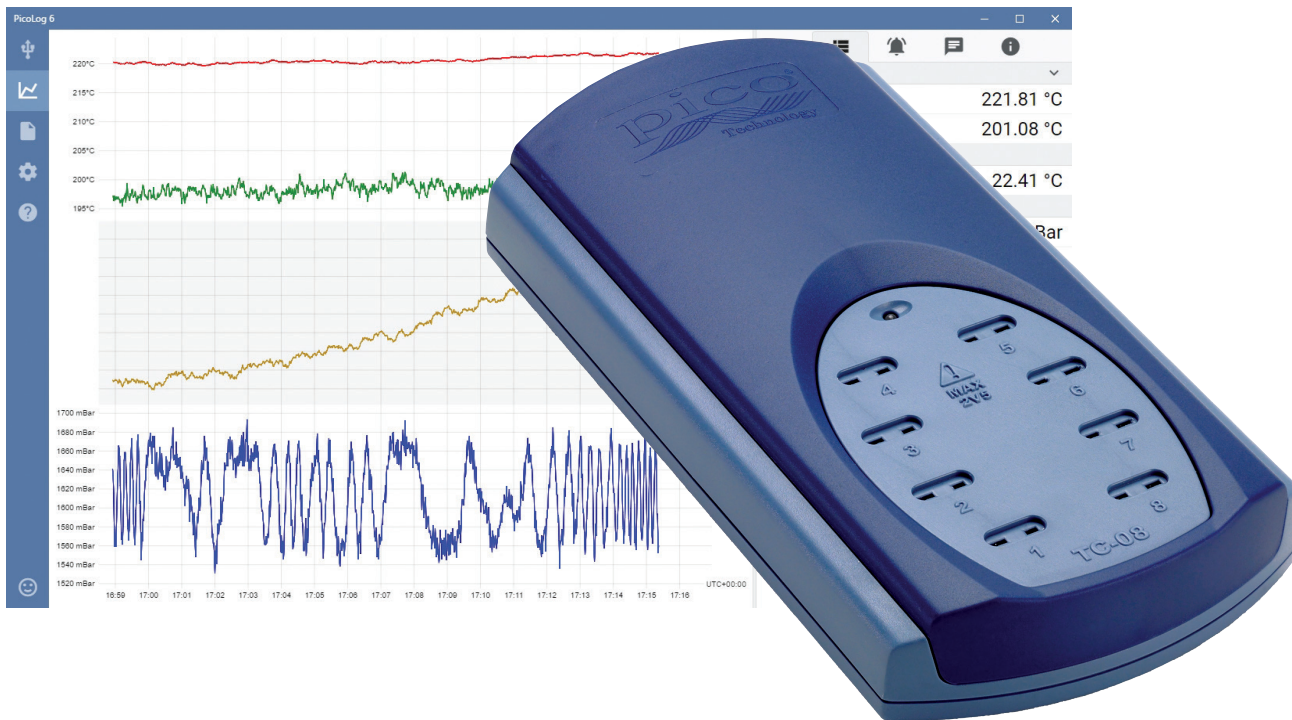 PicoLog 6
220°C
215°C
210°C
205°C
200°C
195°C
1700 mBar
1680 mBar
1660 mBar
1640 mBar
1620 mBar
1600 mBar
1580 mBar
1560 mBar
1540 mBar
1520 mBar
16:59 17:00 17:01 17:02 17:03 17:04 17:05 17:06 17:07 17:08 17:09 17:10 17:11 17:12 17:13 17:14 17:15 17:16
UTC+00:00
221.81 °C
201.08 °C
22.41 °C
Bar
pico
Technology
5
4
MAX
2V5
6
3
7
2
8
1
TC-08